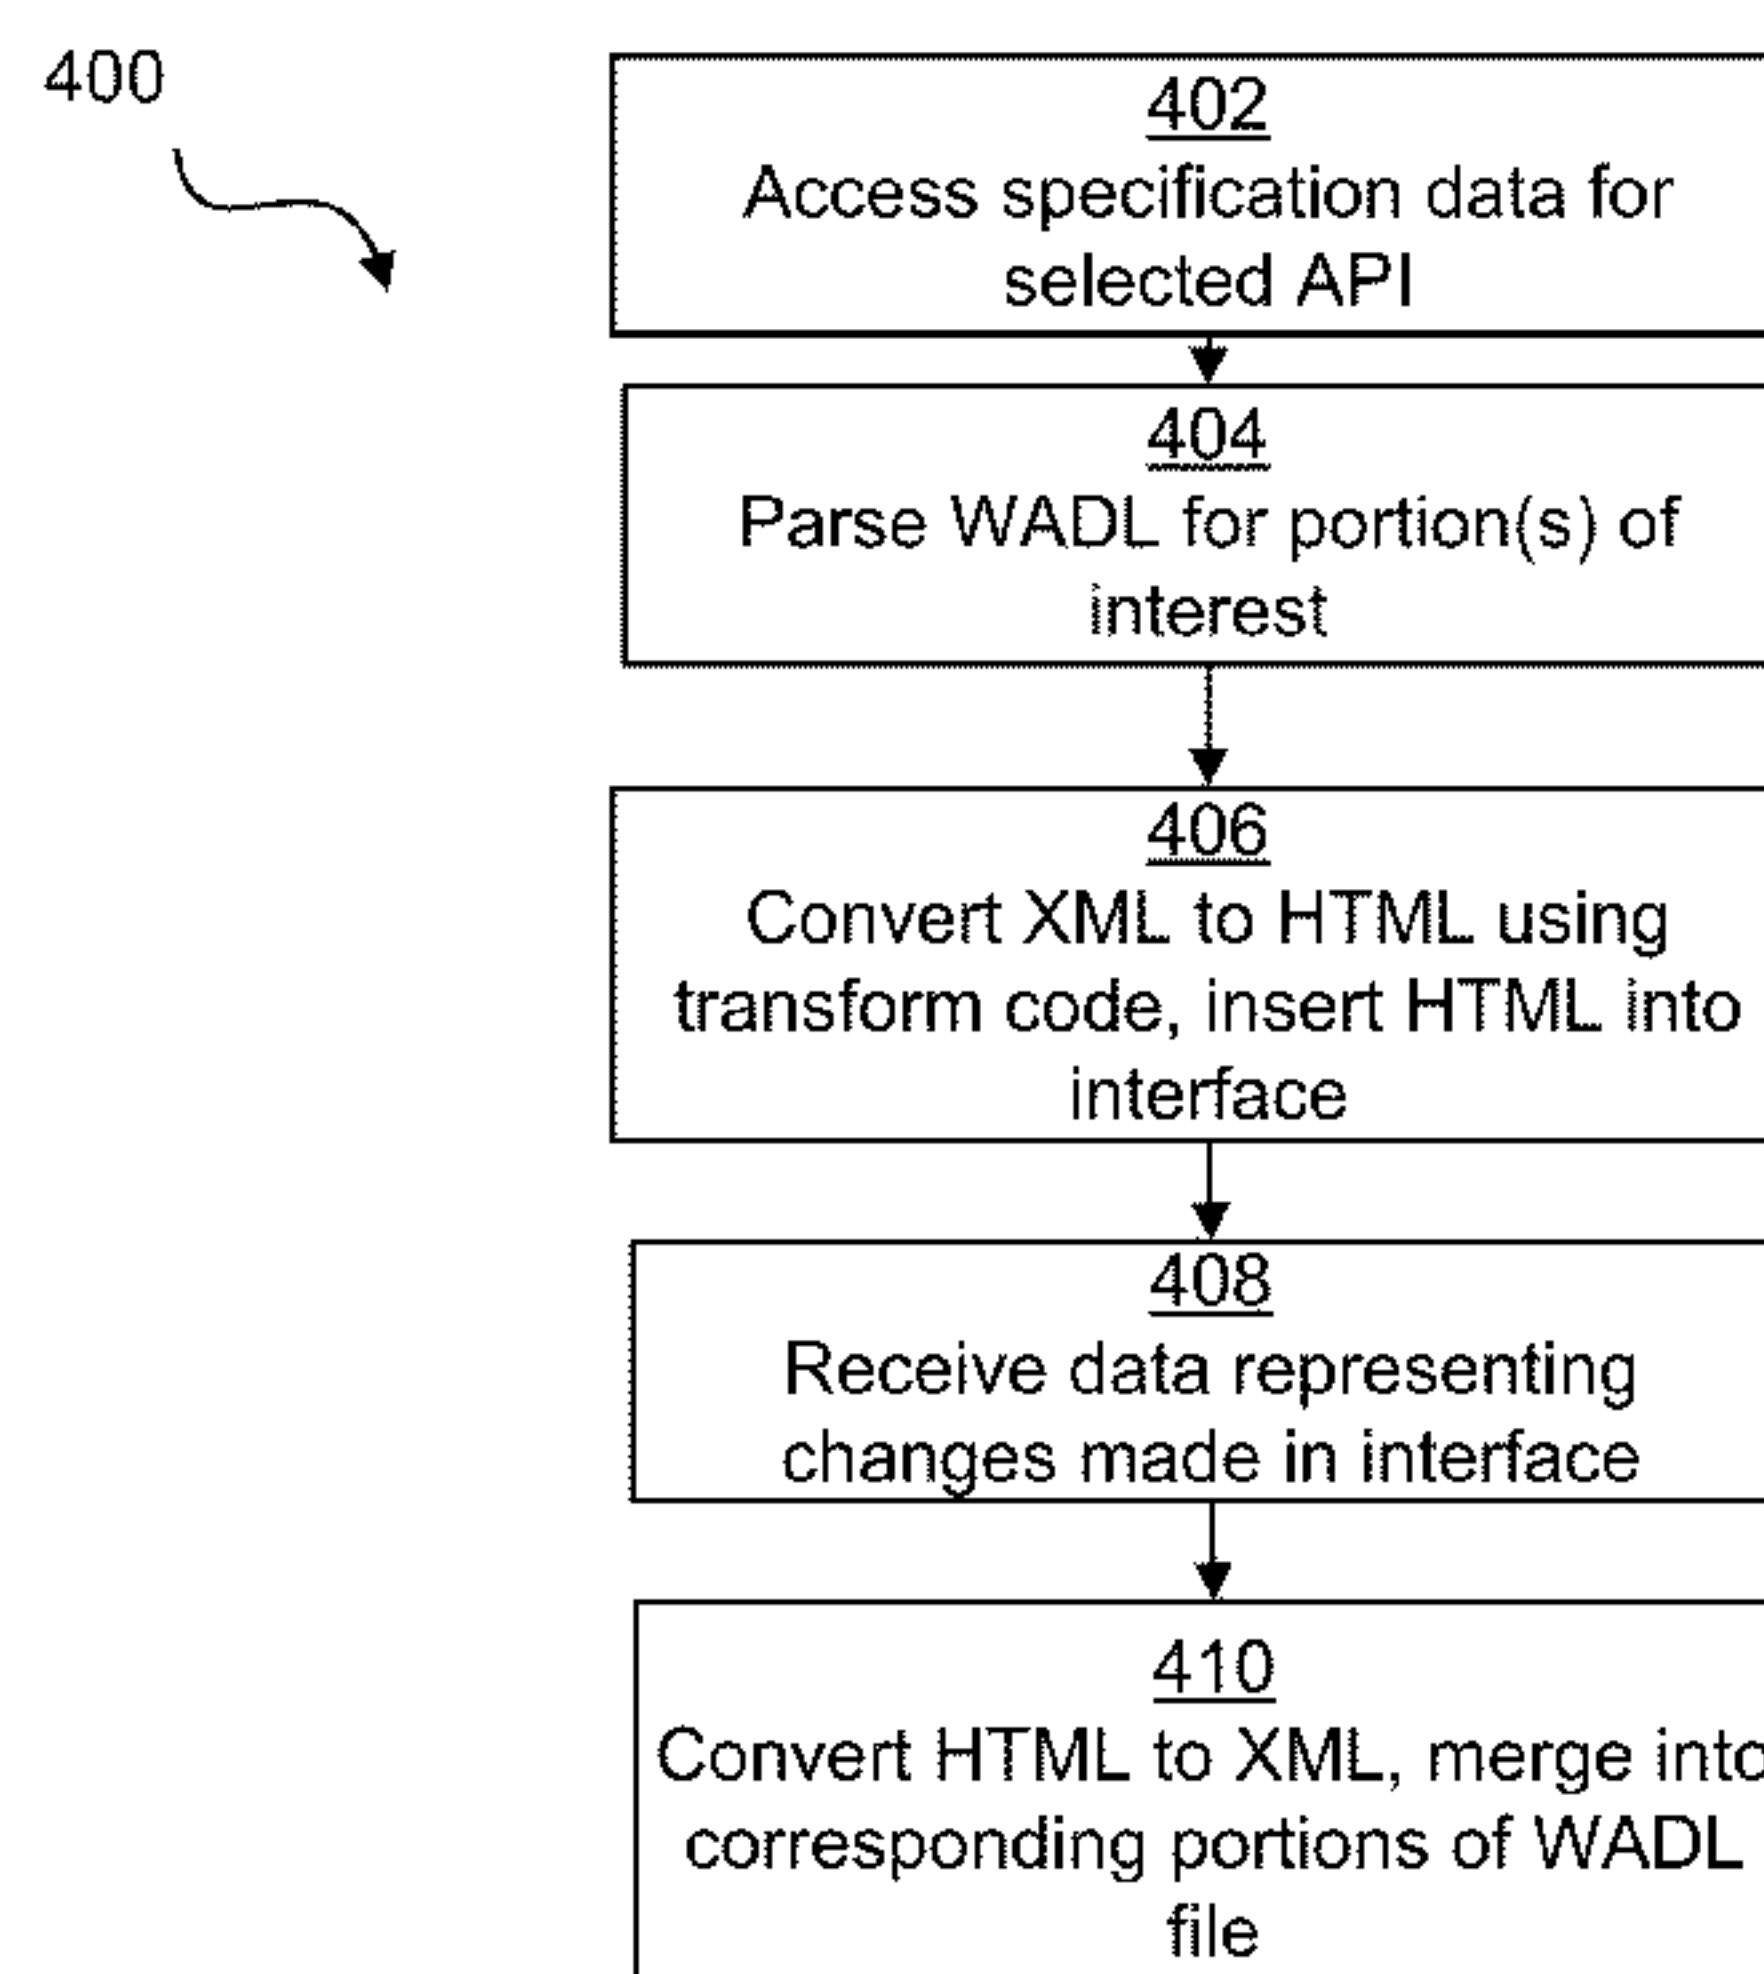 400
402
Access specification data for
selected API
404
Parse WADL for portion(s) of
interest
406
Convert XML to HTML using
transform code, insert HTML into
interface
408
Receive data representing
changes made in interface
410
Convert HTML to XML, merge into
corresponding portions of WADL
file